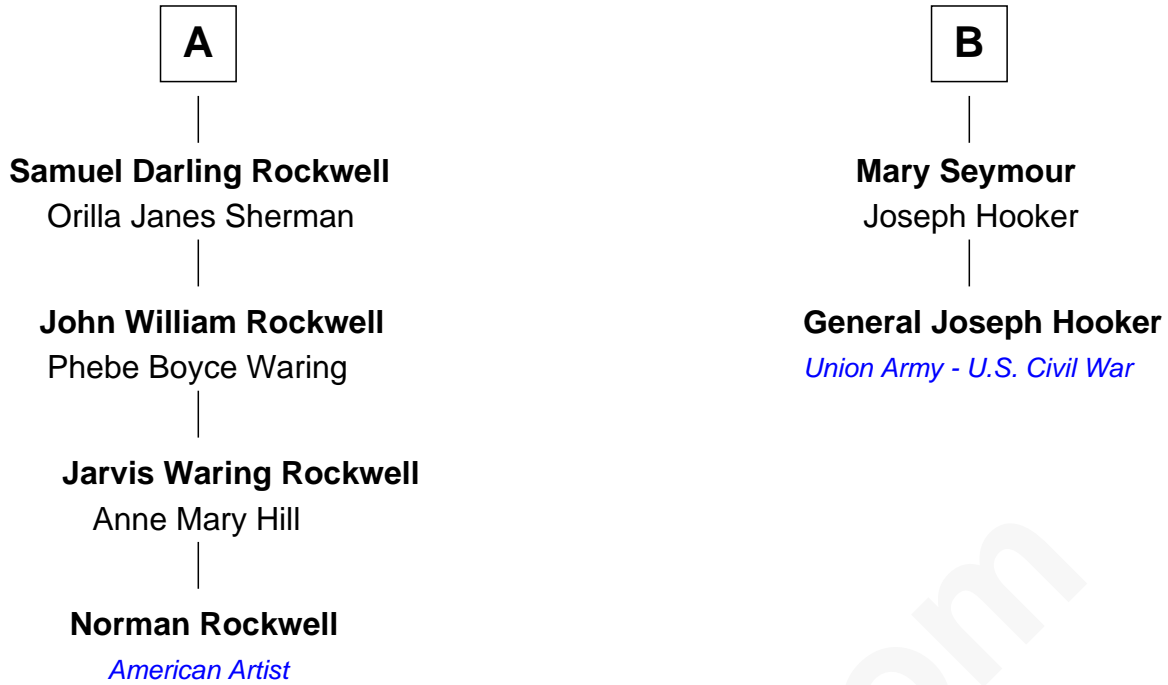 A
Samuel Darling Rockwell
Orilla Janes Sherman
John William Rockwell
Phebe Boyce Waring
Jarvis Waring Rockwell
Anne Mary Hill
Norman Rockwell
American Artist
B
Mary Seymour
Joseph Hooker
General Joseph Hooker
Union Army - U.S. Civil War
om